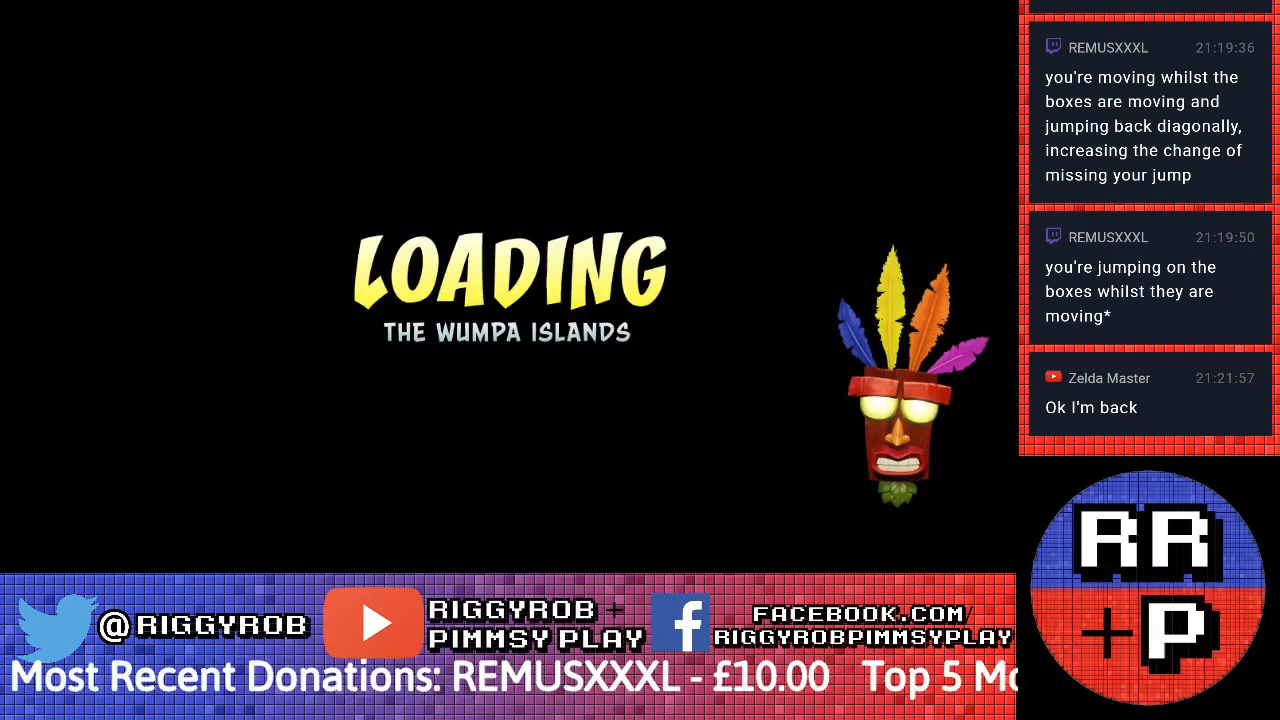 LOADING
THE WUMPA ISLANDS
REMUSXXXL 21:19:36
you're moving whilst the
boxes are moving and
jumping back diagonally,
increasing the change of
missing your jump
REMUSXXXL 21:19:50
you're jumping on the
boxes whilst they are
moving*
Zelda Master 21:21:57
Ok I'm back
RR
+P
@RIGGYROB
RIGGYROB +
PIMMSY PLAY
FACEBOOK.COM/
RIGGYROBPIMMSYPLAY
Most Recent Donations: REMUSXXXL - £10.00 Top 5